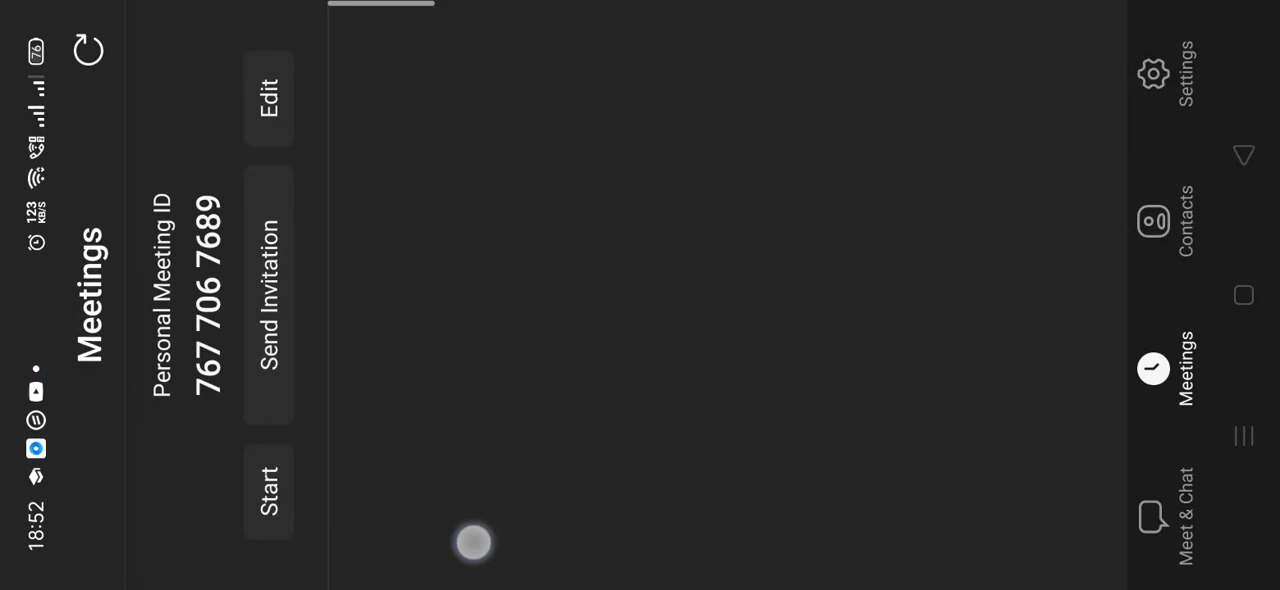 18:52
123
KB/S
76
Meetings
Personal Meeting ID
767 706 7689
Start
Send Invitation
Edit
Meet & Chat
Meetings
Contacts
Settings